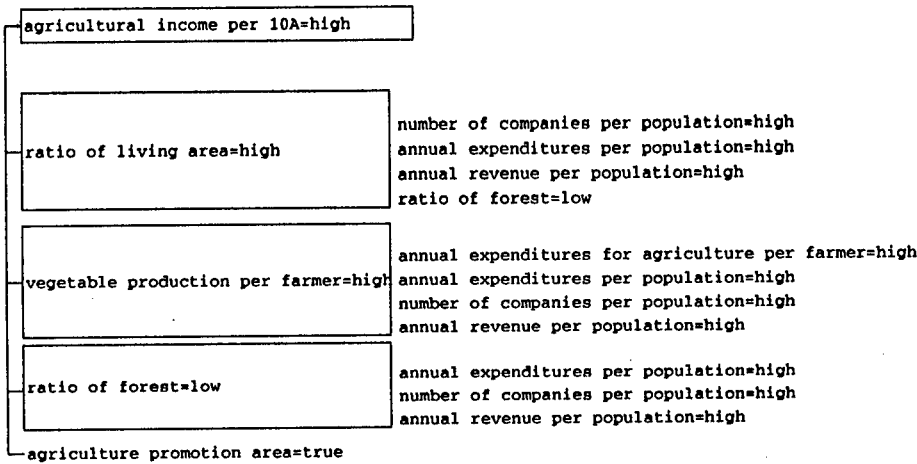 agricultural income per 10A=high
number of companies per population=high
annual expenditures per population=high
ratio of living area=high
annual revenue per population=high
ratio of forest=low
annual expenditures for agriculture per farmer=high
vegetable production per farmer=high
annual expenditures per population=high
number of companies per population=high
annual revenue per population=high
annual expenditures per population=high
ratio of forest=low
number of companies per population=high
annual revenue per population=high
agriculture promotion area=true